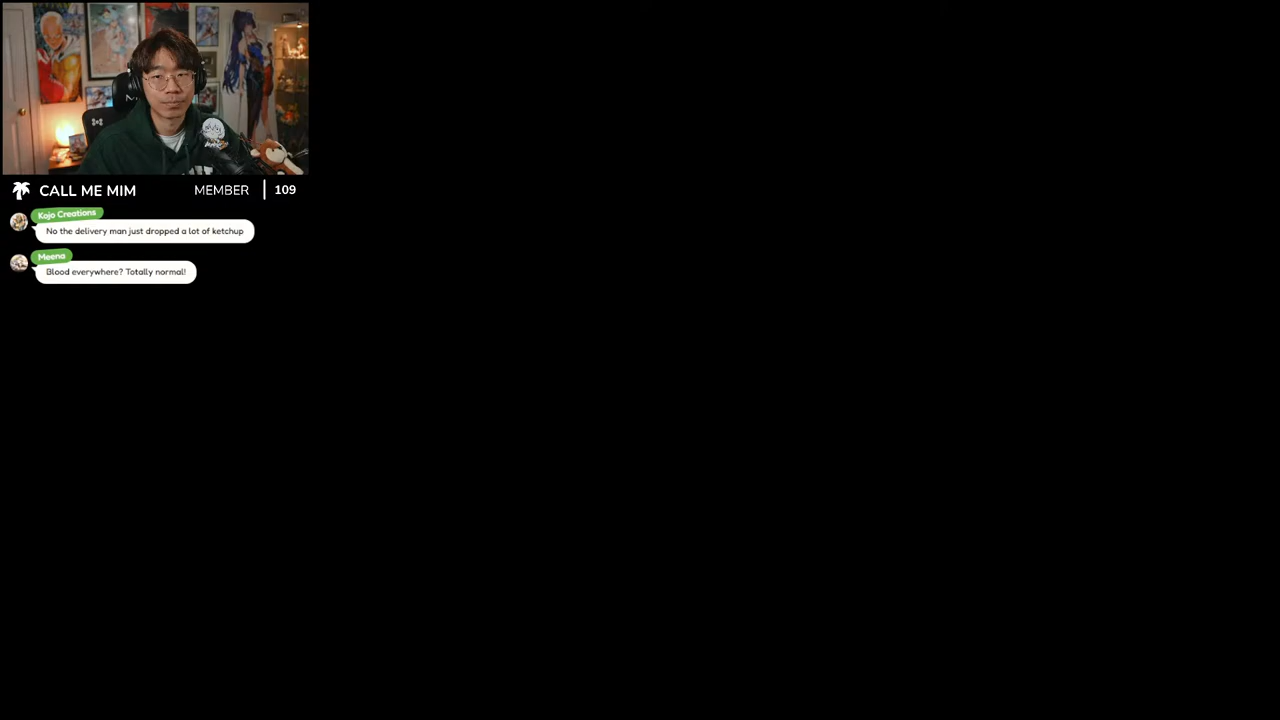 CALL ME MIM
MEMBER | 109
Kojo Creations
No the delivery man just dropped a lot of ketchup
Meena
Blood everywhere? Totally normal!